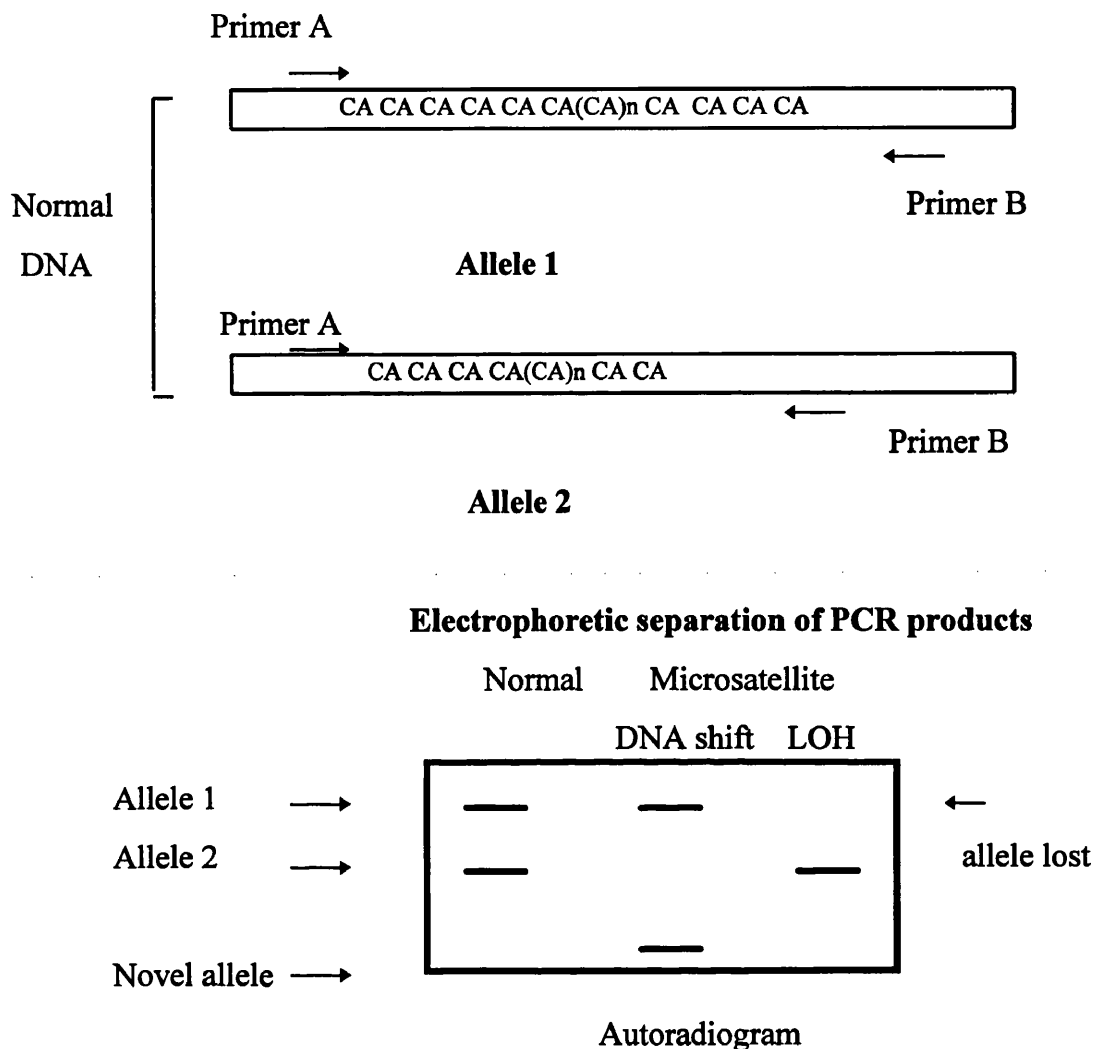 Primer A
CA CA CA CA CA CA(CA)n CA CA CA CA
Normal
DNA
Primer B
Allele 1
Primer A
CA CA CA CA(CA)n CA CA
Primer B
Allele 2
Electrophoretic separation of PCR products
Normal Microsatellite
DNA shift LOH
Allele 1
Allele 2 allele lost
Novel allele
Autoradiogram